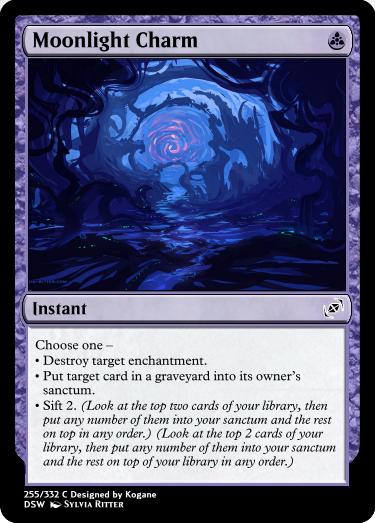 Moonlight Charm
Instant
Choose one –
• Destroy target enchantment.
• Put target card in a graveyard into its owner's
sanctum.
• Sift 2. (Look at the top two cards of your library, then
put any number of them into your sanctum and the rest
on top in any order.) (Look at the top 2 cards of your
library, then put any number of them into your sanctum
and the rest on top of your library in any order.)
255/332 C Designed by Kogane
DSW Sylvia Ritter